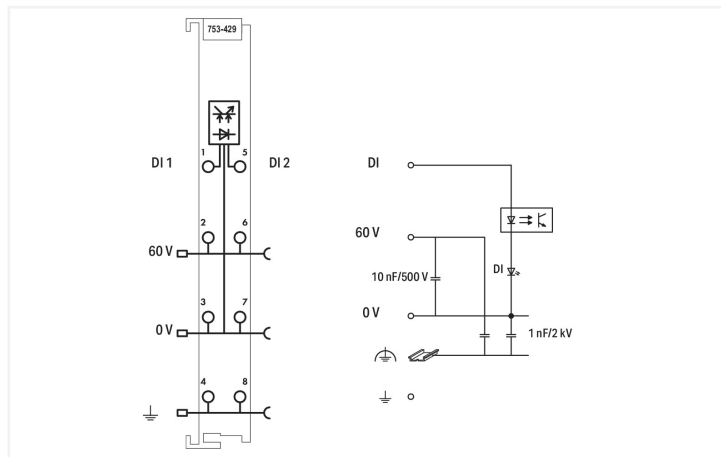 753-429
1 5
DI 1 DI 2 DI
2 6
60 V 60 V
10 nF/500 V DI
3 7
0 V 0 V
1 nF/2 kV
4 8